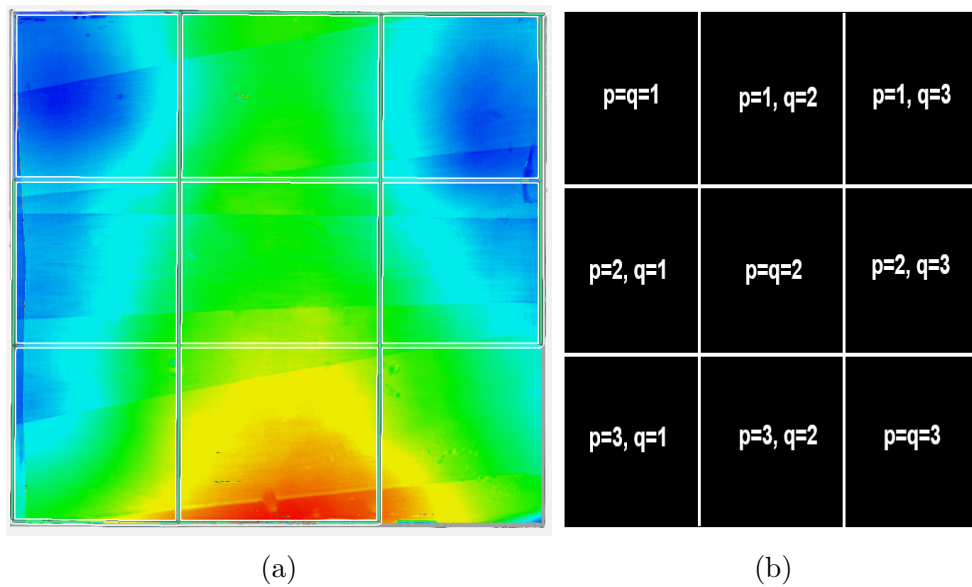 p=q=1
p=1, q=2
p=1, q=3
p=2, q=1
p=q=2
p=2, q=3
p=3, q=1
p=3, q=2
p=q=3
(a)
(b)